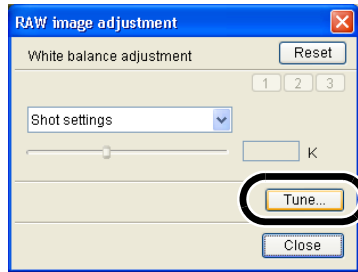 RAW image adjustment
White balance adjustment Reset
1 2 3
Shot settings
K
Tune...
Close